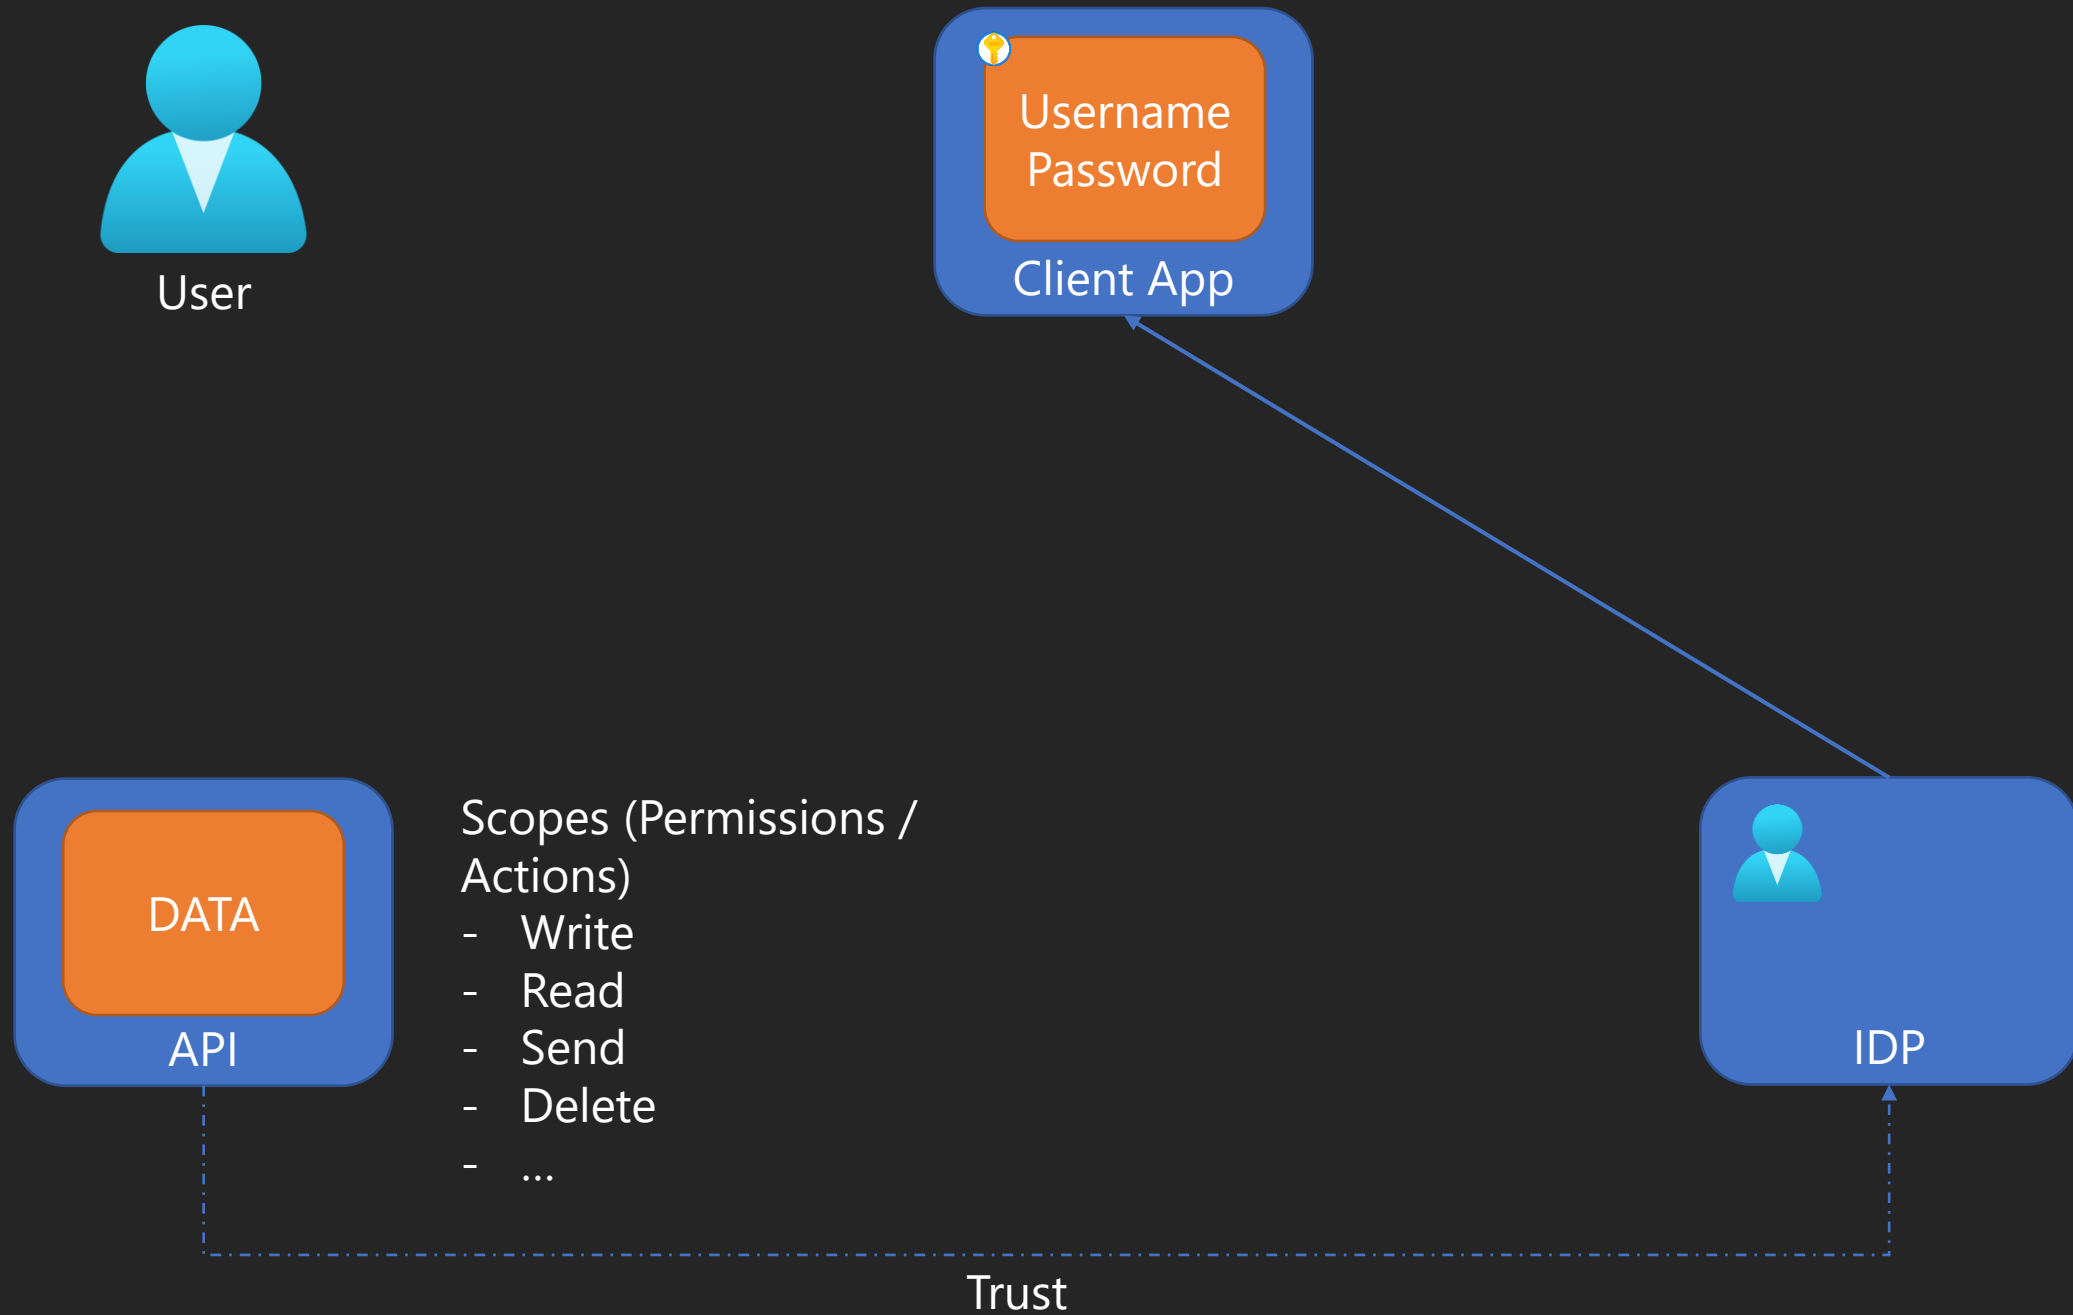 Username
Password
Client App
User
Scopes (Permissions /
Actions)
- Write
- Read
- Send
- Delete
- ...
DATA
API
IDP
Trust